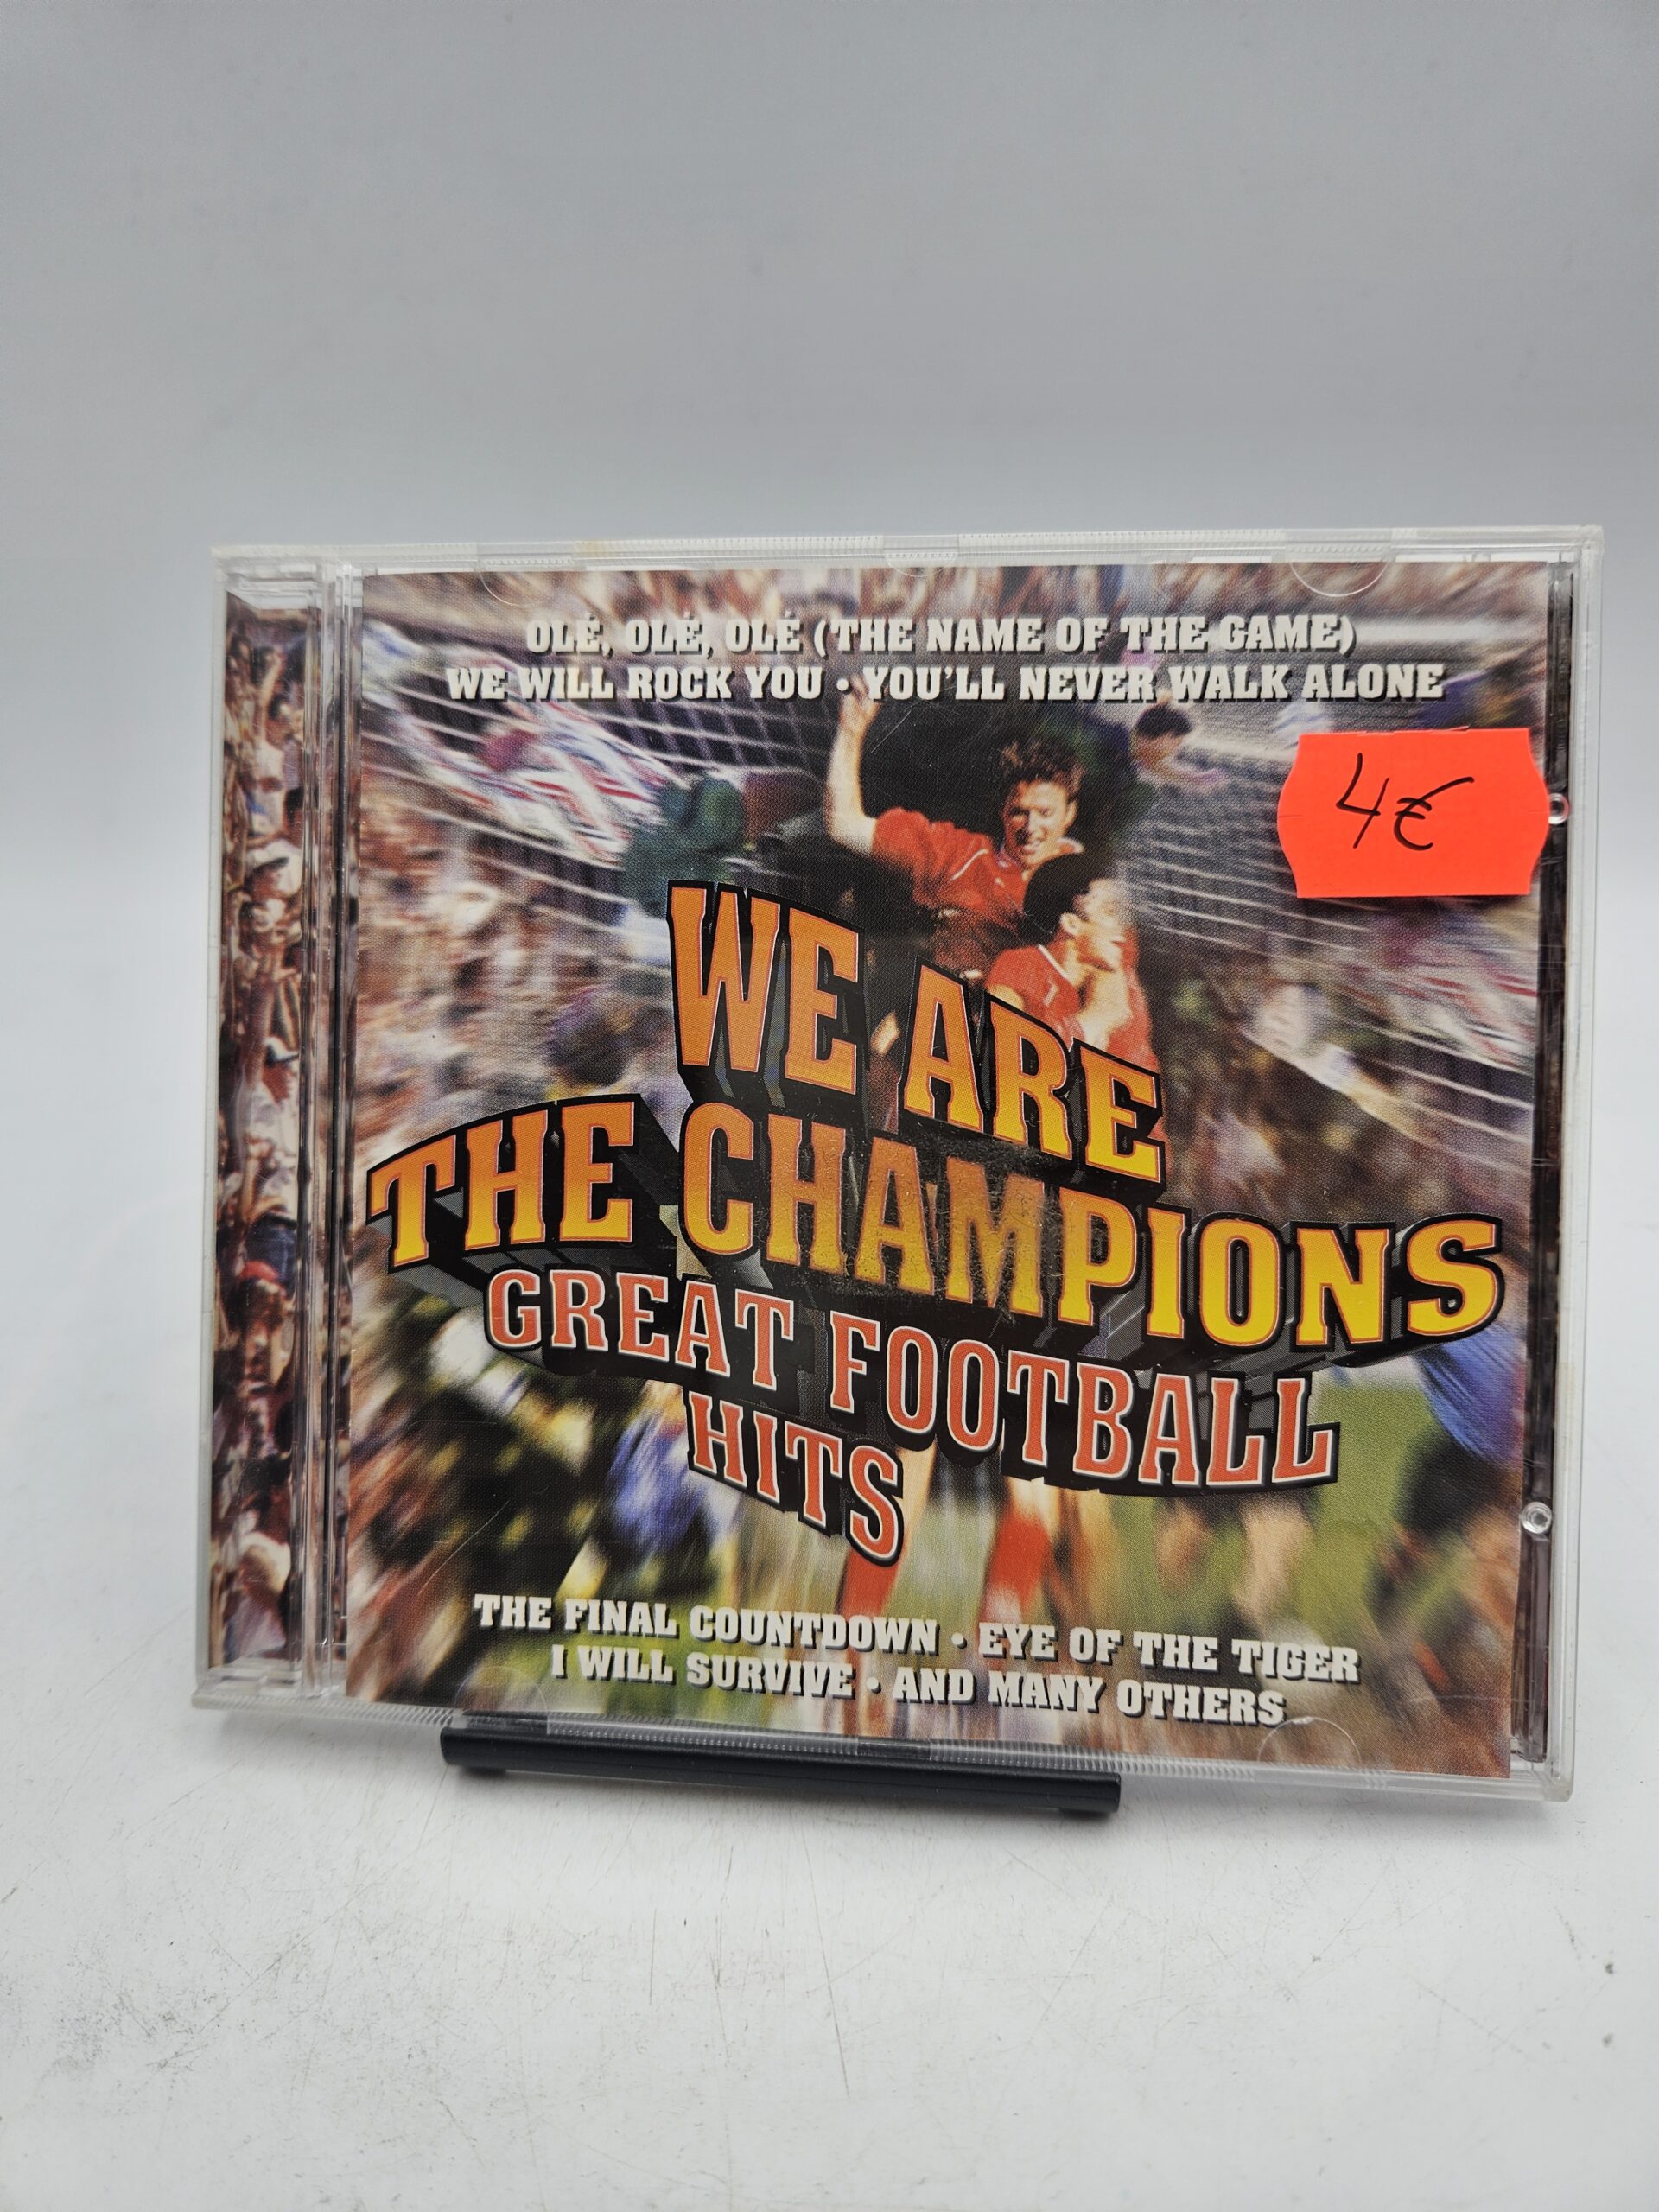 OLÉ, OLÉ, OLÉ (THE NAME OF THE GAME)
WE WILL ROCK YOU • YOU'LL NEVER WALK ALONE
4€
WE ARE
THE CHAMPIONS
GREAT FOOTBALL
HITS
THE FINAL COUNTDOWN • EYE OF THE TIGER
I WILL SURVIVE • AND MANY OTHERS